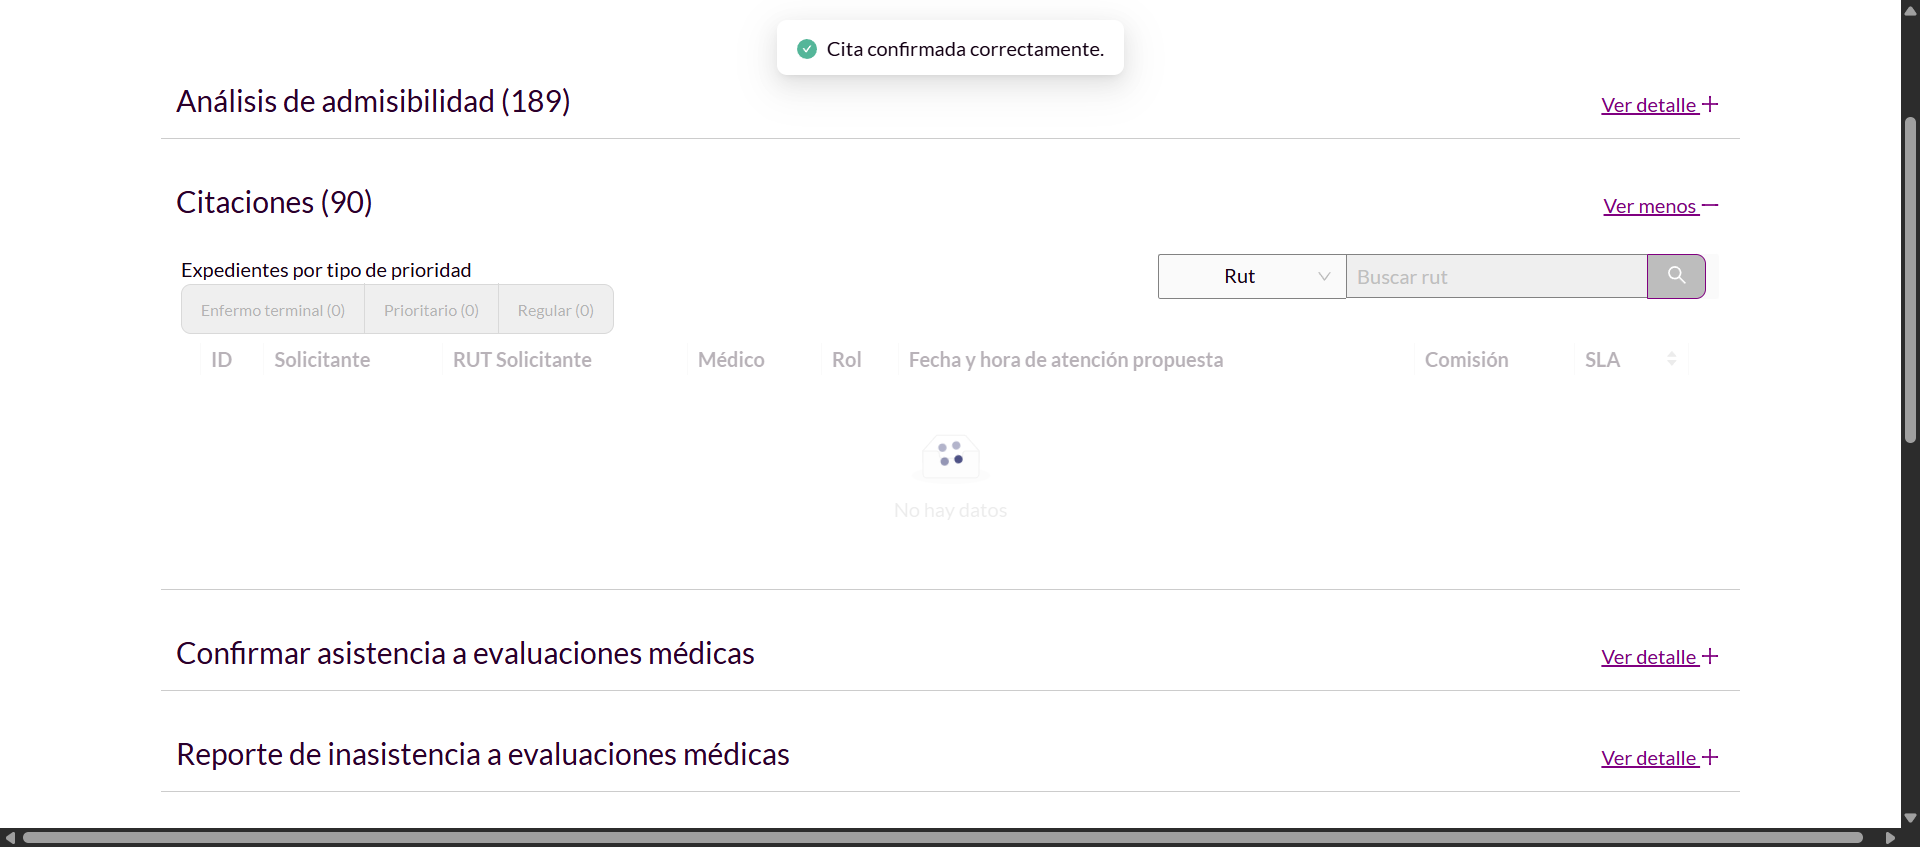 Cita confirmada correctamente.
Análisis de admisibilidad (189)
Ver detalle
Citaciones (90)
Ver menos
Expedientes por tipo de prioridad
Rut
Buscar rut
Enfermo terminal (0)
Prioritario (0)
Regular (0)
ID
Solicitante
RUT Solicitante
Médico
Rol
Fecha y hora de atención propuesta
Comisión
SLA
No hay datos
Confirmar asistencia a evaluaciones médicas
Ver detalle
Reporte de inasistencia a evaluaciones médicas
Ver detalle